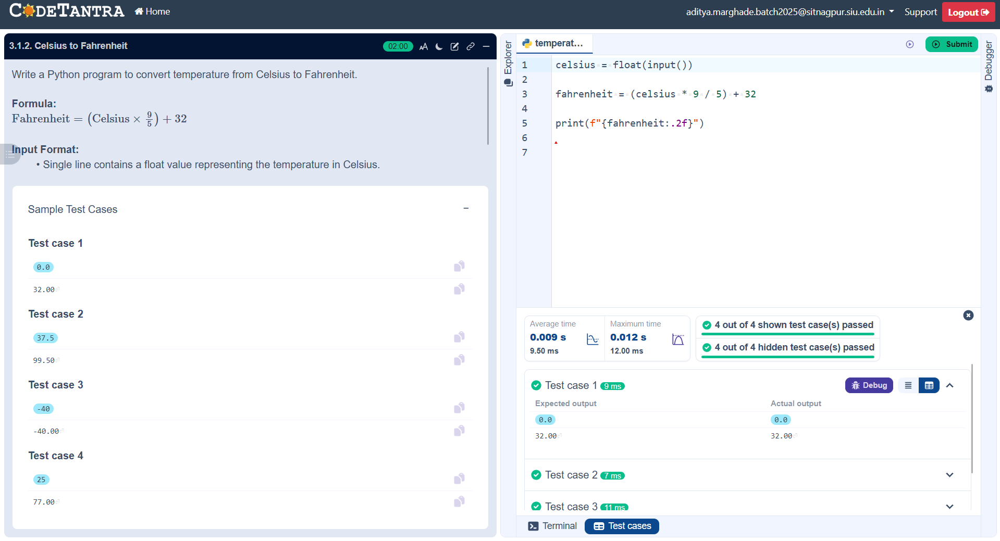 CODETANTRA Home aditya.marghade.batch2025@sitnagpur.siu.edu.in Support Logout
3.1.2. Celsius to Fahrenheit 02:00 AA
Write a Python program to convert temperature from Celsius to Fahrenheit.
Formula:
Fahrenheit = (Celsius × 9/5) + 32
Input Format:
• Single line contains a float value representing the temperature in Celsius.
Sample Test Cases −
Test case 1
0.0
32.00
Test case 2
37.5
99.50
Test case 3
-40
-40.00
Test case 4
25
77.00
Explorer
temperat...
Submit
Debugger
1 celsius = float(input())
2
3 fahrenheit = (celsius * 9 / 5) + 32
4
5 print(f"{fahrenheit:.2f}")
6
7
Average time
0.009 s
9.50 ms
Maximum time
0.012 s
12.00 ms
4 out of 4 shown test case(s) passed
4 out of 4 hidden test case(s) passed
Test case 1 9 ms Debug
Expected output Actual output
0.0 0.0
32.00 32.00
Test case 2 7 ms
Test case 3 11 ms
Terminal Test cases